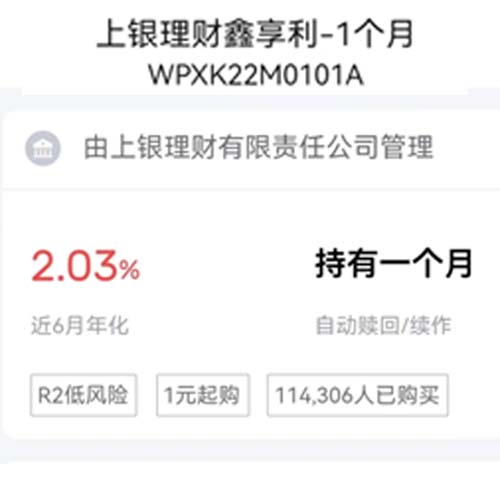 上银理财鑫享利-1个月
WPXK22M0101A
由上银理财有限责任公司管理
2.03% 持有一个月
近6月年化 自动赎回/续作
R2低风险 1元起购 114,306人已购买